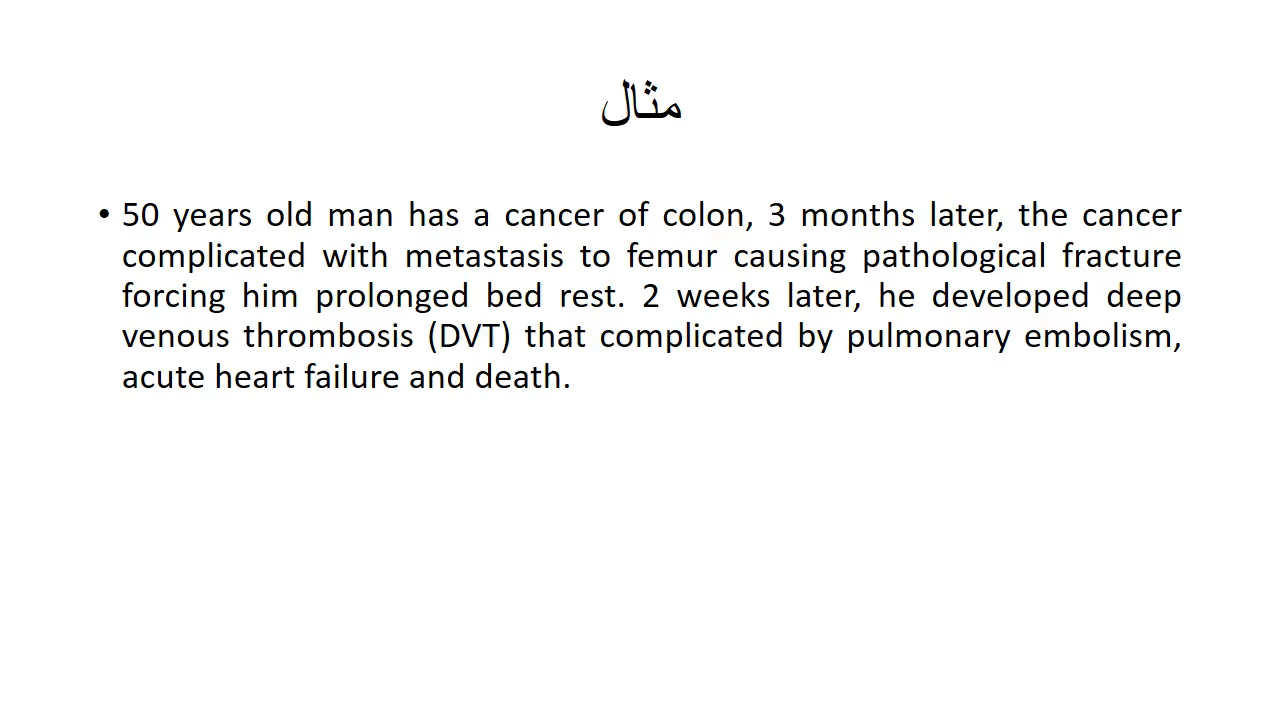 مثال
• 50 years old man has a cancer of colon, 3 months later, the cancer
complicated with metastasis to femur causing pathological fracture
forcing him prolonged bed rest. 2 weeks later, he developed deep
venous thrombosis (DVT) that complicated by pulmonary embolism,
acute heart failure and death.